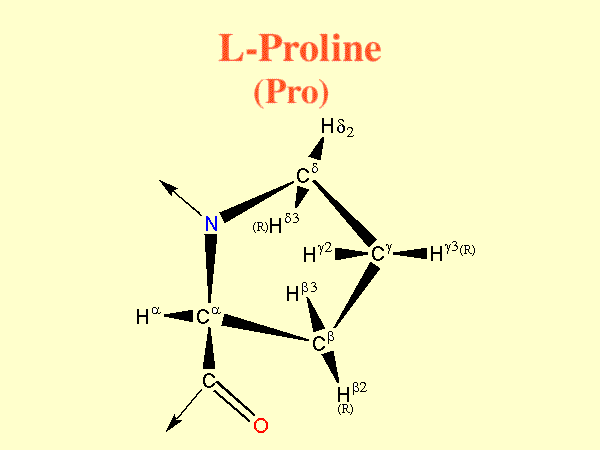 L-Proline
(Pro)
Hδ2
Cδ
(R)Hδ3
N
Hγ2
Cγ
Hγ3(R)
Hβ3
Hα
Cα
Cβ
C
Hβ2
(R)
O